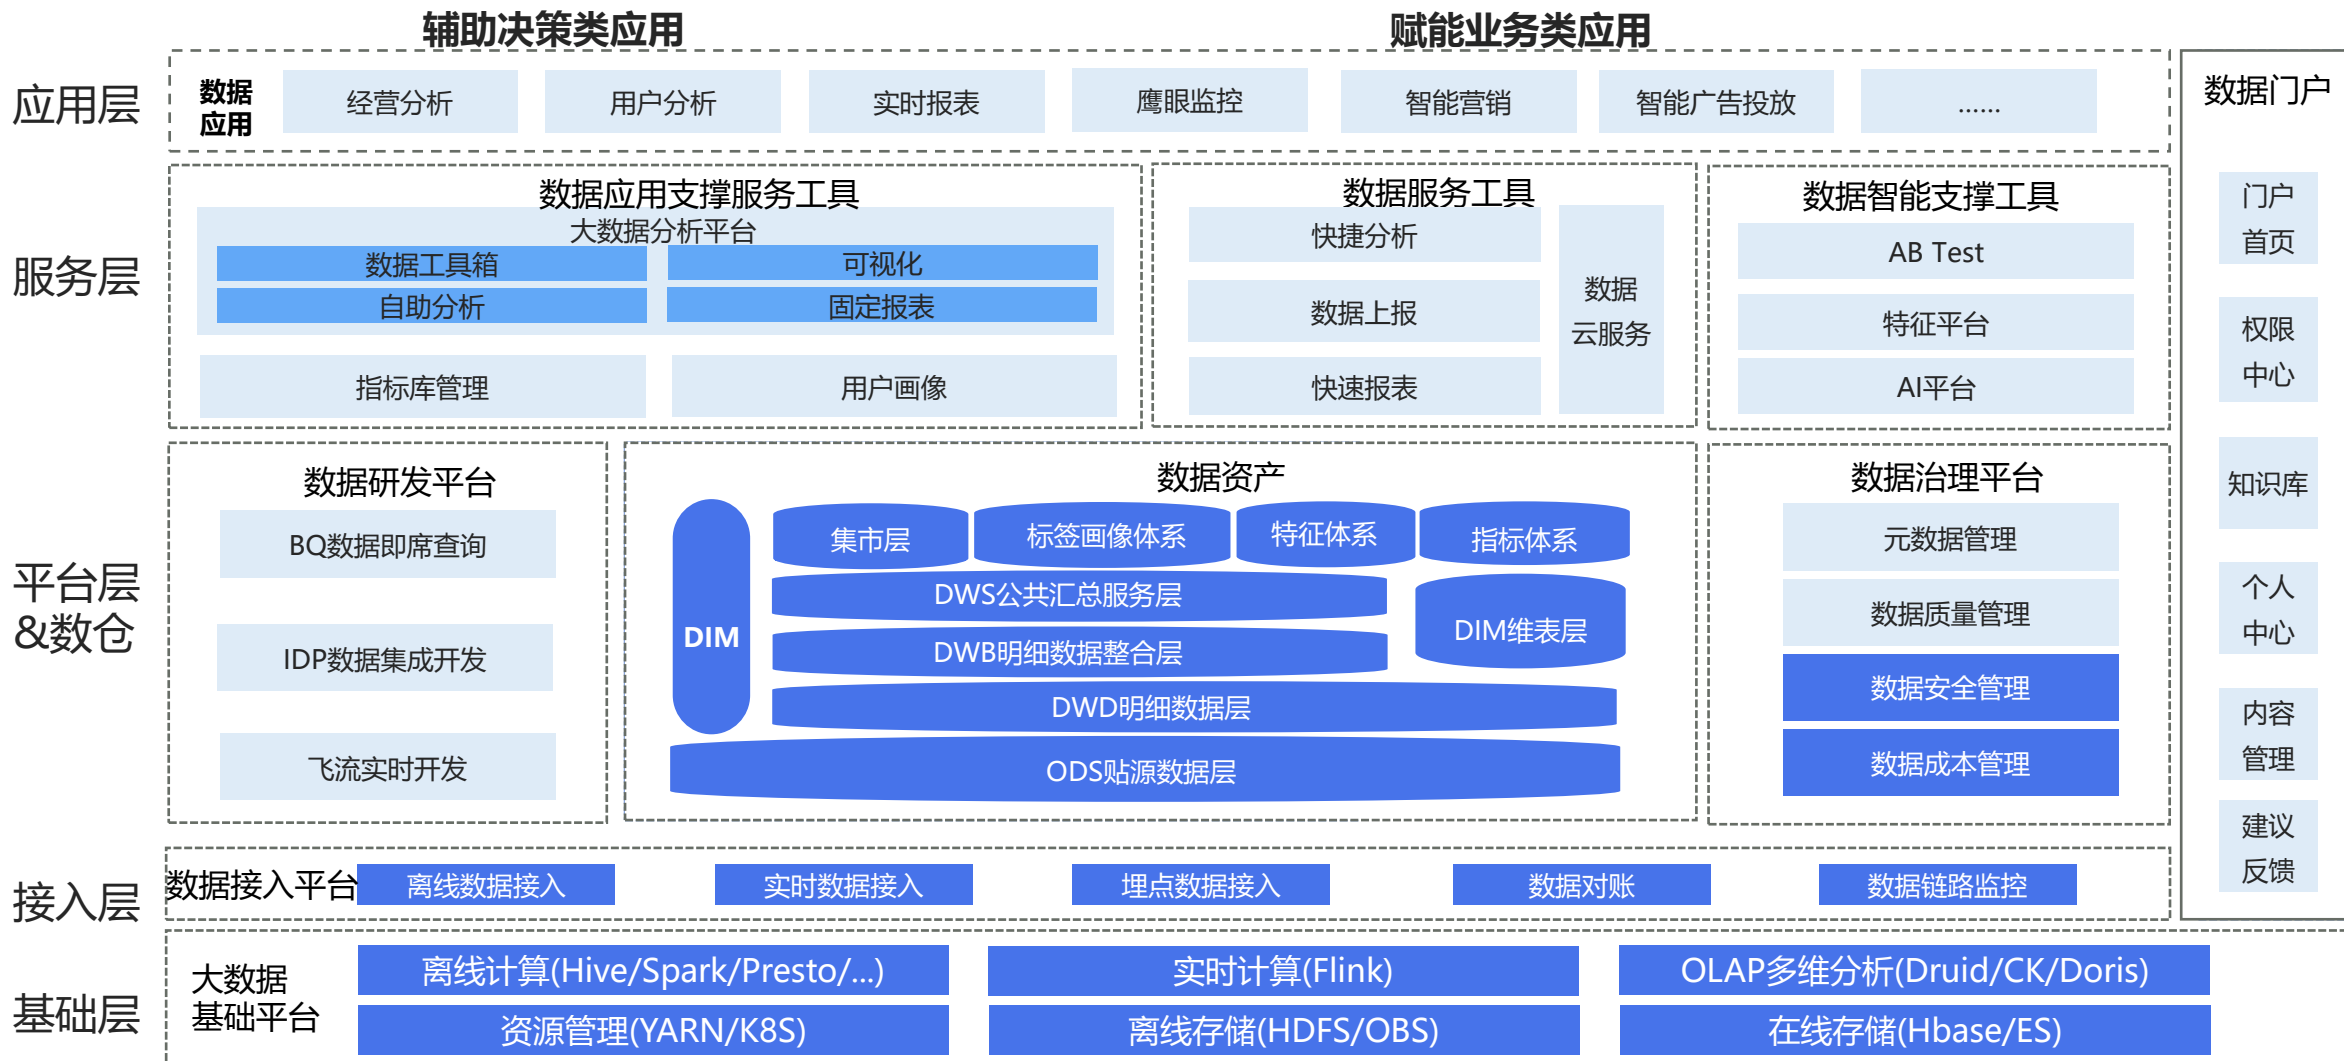 辅助决策类应用
赋能业务类应用
应用层
数据
应用
经营分析
用户分析
实时报表
鹰眼监控
智能营销
智能广告投放
......
服务层
数据应用支撑服务工具
大数据分析平台
数据工具箱
可视化
自助分析
固定报表
指标库管理
用户画像
数据服务工具
快捷分析
数据上报
快速报表
数据
云服务
数据智能支撑工具
AB Test
特征平台
AI平台
平台层
&数仓
数据研发平台
BQ数据即席查询
IDP数据集成开发
飞流实时开发
数据资产
DIM
集市层
标签画像体系
特征体系
指标体系
DWS公共汇总服务层
DWB明细数据整合层
DIM维表层
DWD明细数据层
ODS贴源数据层
数据治理平台
元数据管理
数据质量管理
数据安全管理
数据成本管理
接入层
数据接入平台
离线数据接入
实时数据接入
埋点数据接入
数据对账
数据链路监控
基础层
大数据
基础平台
离线计算(Hive/Spark/Presto/...)
实时计算(Flink)
OLAP多维分析(Druid/CK/Doris)
资源管理(YARN/K8S)
离线存储(HDFS/OBS)
在线存储(Hbase/ES)
数据门户
门户
首页
权限
中心
知识库
个人
中心
内容
管理
建议
反馈